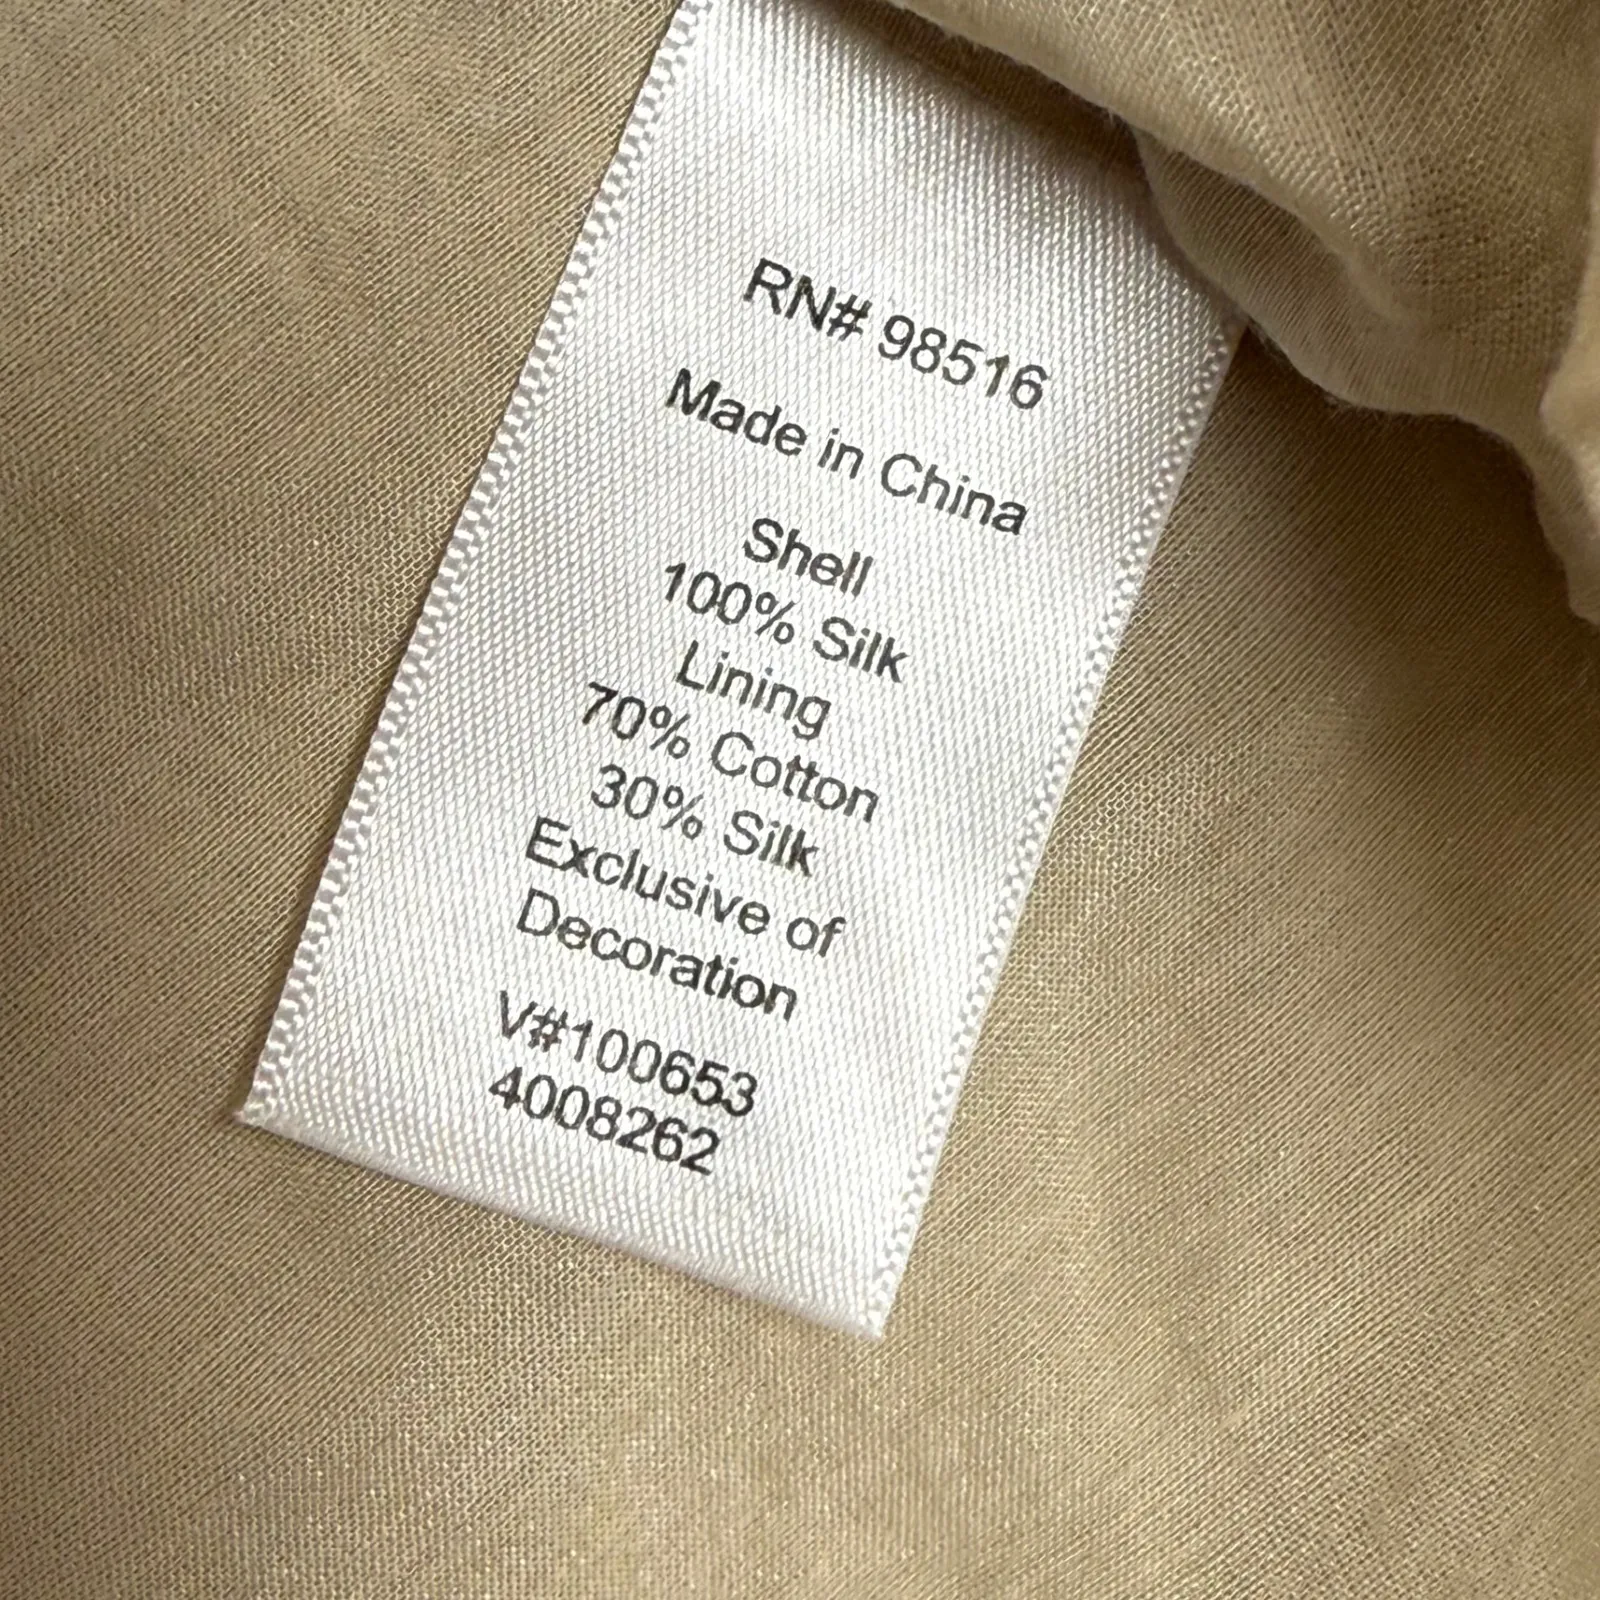 RN# 98516
Made in China
Shell
100% Silk
Lining
70% Cotton
30% Silk
Exclusive of
Decoration
V#100653
4008262